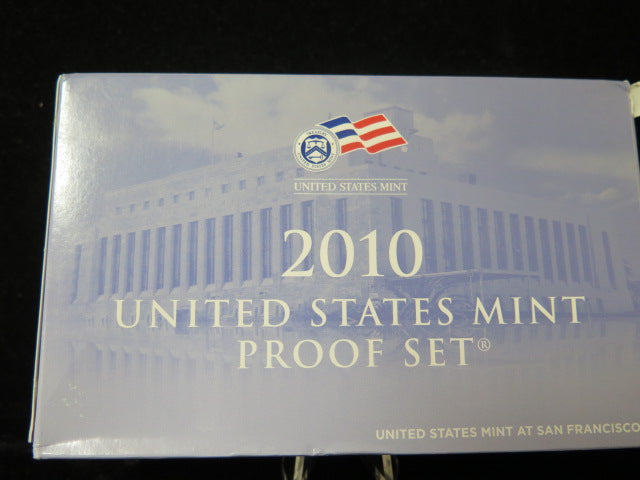 UNITED STATES MINT
2010
UNITED STATES MINT
PROOF SET®
UNITED STATES MINT AT SAN FRANCISCO